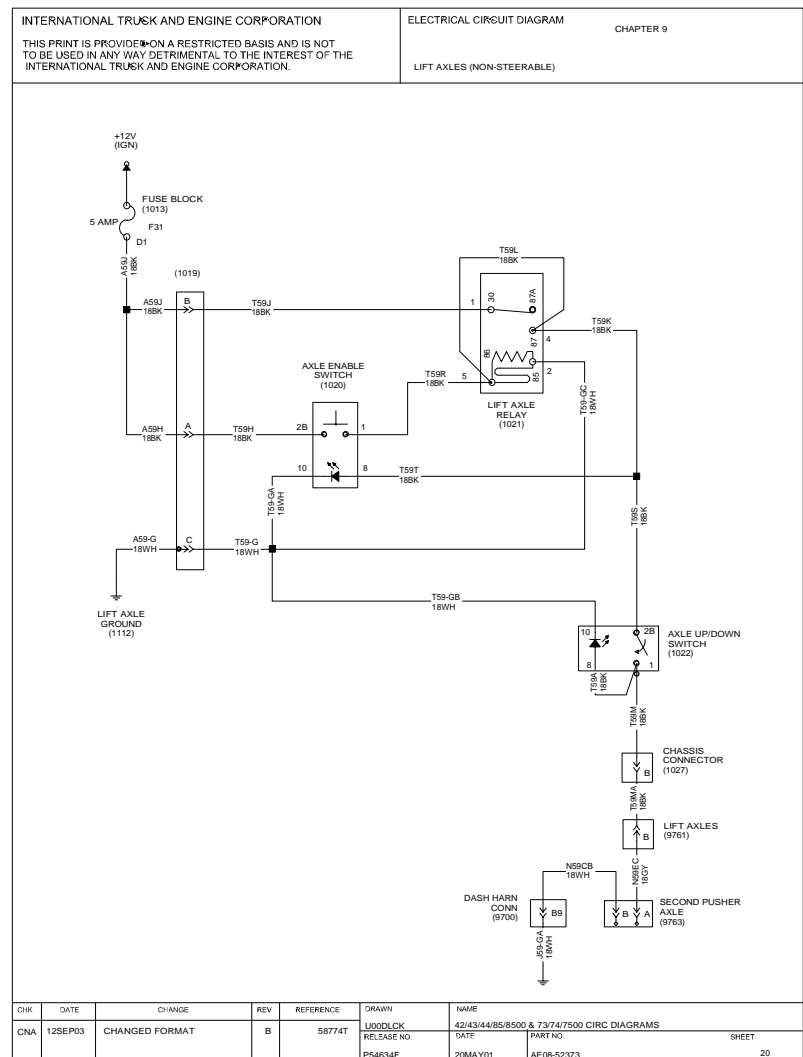 INTERNATIONAL TRUCK AND ENGINE CORPORATION
THIS PRINT IS PROVIDED ON A RESTRICTED BASIS AND IS NOT
TO BE USED IN ANY WAY DETRIMENTAL TO THE INTEREST OF THE
INTERNATIONAL TRUCK AND ENGINE CORPORATION.
ELECTRICAL CIRCUIT DIAGRAM
CHAPTER 9
LIFT AXLES (NON-STEERABLE)
+12V
(IGN)
FUSE BLOCK
(1013)
5 AMP
F31
D1
A59J
18BK
(1019)
A59J
18BK
B
T59J
18BK
T59L
18BK
1
30
87A
87
4
T59K
18BK
86
85
2
T59R
18BK
5
LIFT AXLE
RELAY
(1021)
T59-GC
18WH
AXLE ENABLE
SWITCH
(1020)
A59H
18BK
A
T59H
18BK
2B
1
10
8
T59T
18BK
T59-GA
18WH
A59-G
18WH
C
T59-G
18WH
LIFT AXLE
GROUND
(1112)
T59S
18BK
T59-GB
18WH
10
2B
8
1
AXLE UP/DOWN
SWITCH
(1022)
T59A
18BK
T59M
18BK
CHASSIS
CONNECTOR
(1027)
B
T59MA
18BK
LIFT AXLES
(9761)
B
N59EC
18GY
N59CB
18WH
DASH HARN
CONN
(9700)
B9
B
A
SECOND PUSHER
AXLE
(9763)
J59-GA
18WH
CHK DATE CHANGE REV REFERENCE DRAWN NAME
CNA 12SEP03 CHANGED FORMAT B 58774T U00DLCK 42/43/44/85/8500 & 73/74/7500 CIRC DIAGRAMS
RELEASE NO. DATE PART NO. SHEET
P54634E 20MAY01 AE08-52373 20